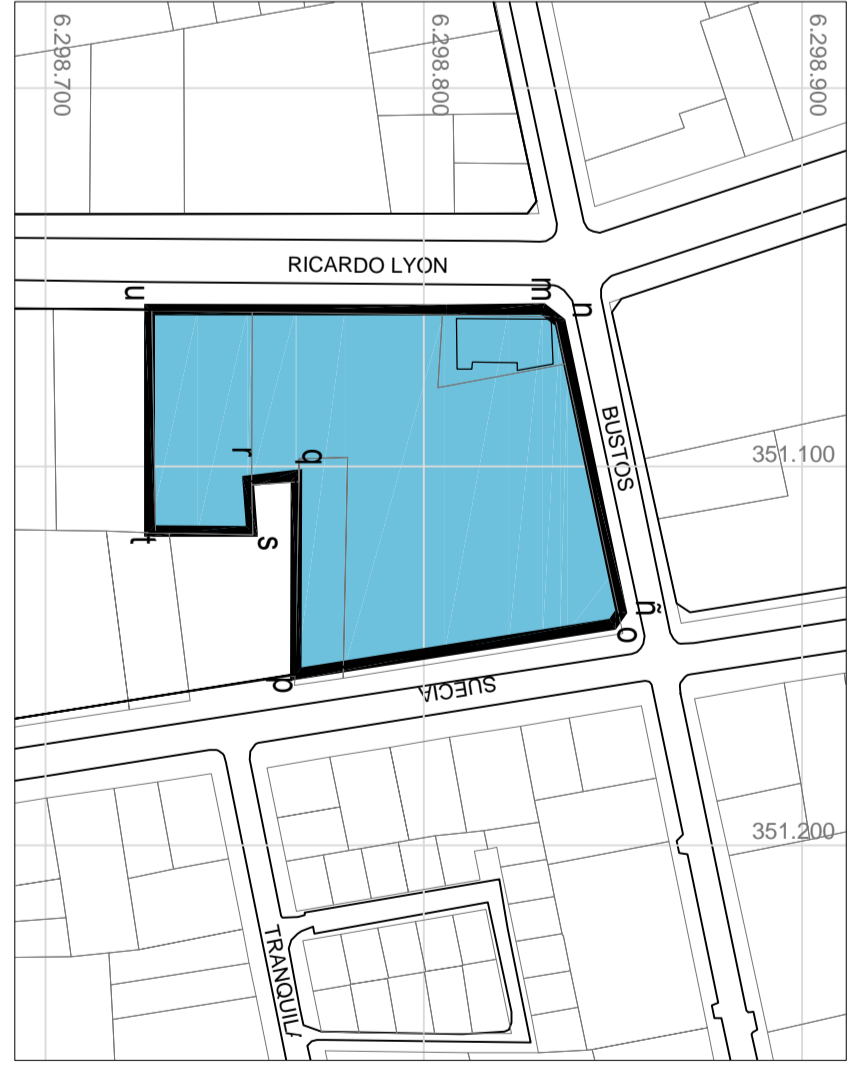 6.298.700
6.298.800
6.298.900
RICARDO LYON
u
m
n
BUSTOS
351.100
r
q
t
s
ñ
o
p
SUECIA
351.200
TRANQUIL